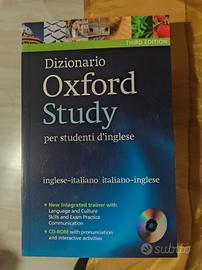 THIRD EDITION
Dizionario
Oxford
Study
per studenti d'inglese
inglese–italiano italiano–inglese
• New Integrated trainer with:
Language and Culture
Skills and Exam Practice
Communication
• CD-ROM with pronunciation
and interactive activities
subito